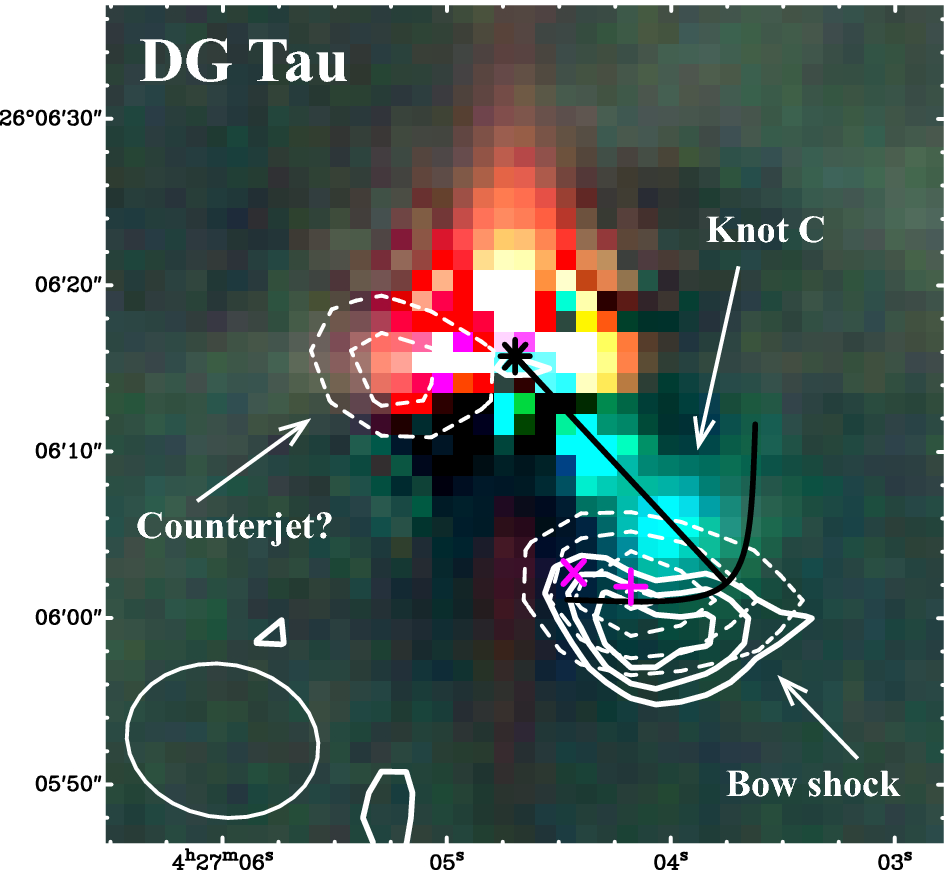 DG Tau
26°06′30″
Knot C
06′20″
06′10″
Counterjet?
06′00″
05′50″
Bow shock
4ʰ27ᵐ06ˢ 05ˢ 04ˢ 03ˢ